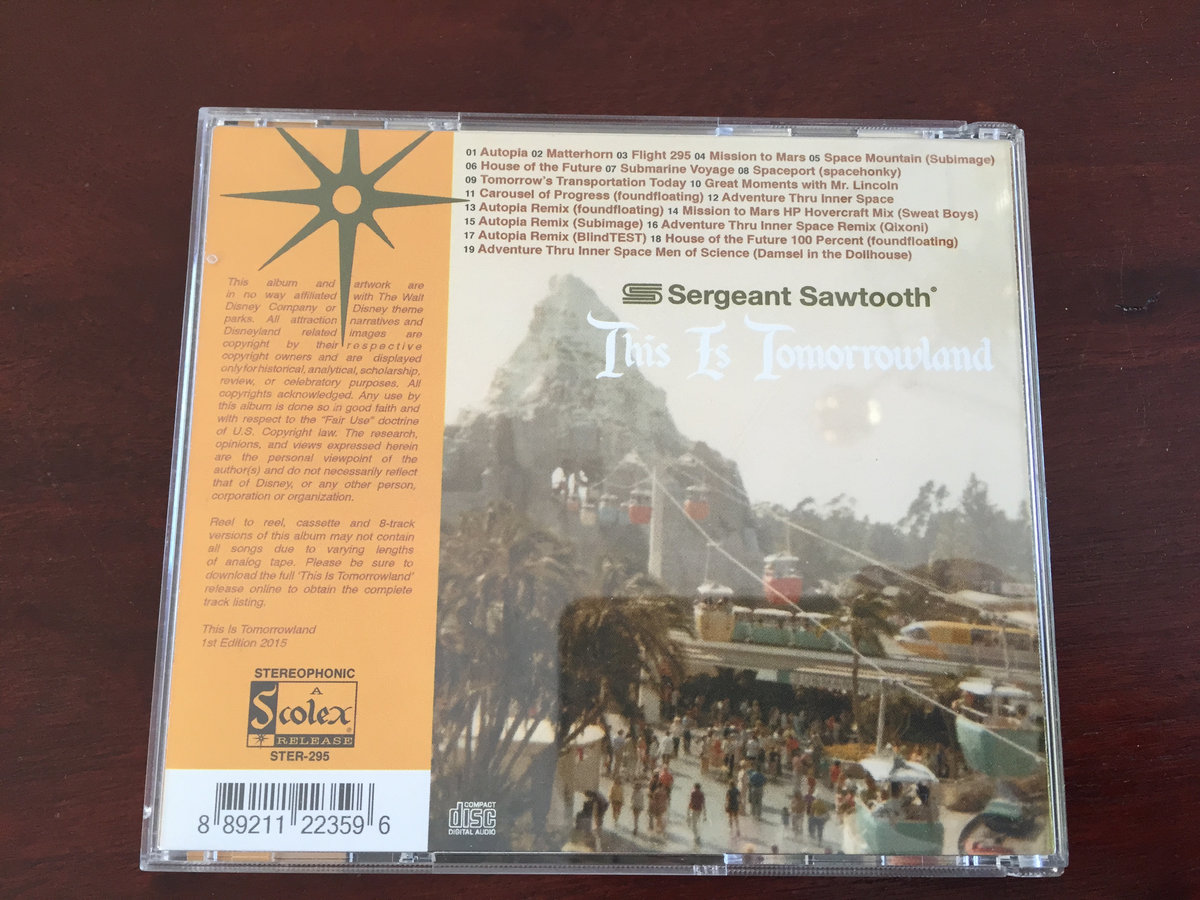 01 Autopia 02 Matterhorn 03 Flight 295 04 Mission to Mars 05 Space Mountain (Subimage)
06 House of the Future 07 Submarine Voyage 08 Spaceport (spacehonky)
09 Tomorrow's Transportation Today 10 Great Moments with Mr. Lincoln
11 Carousel of Progress (foundfloating) 12 Adventure Thru Inner Space
13 Autopia Remix (foundfloating) 14 Mission to Mars HP Hovercraft Mix (Sweat Boys)
15 Autopia Remix (Subimage) 16 Adventure Thru Inner Space Remix (Qixoni)
17 Autopia Remix (BlindTEST) 18 House of the Future 100 Percent (foundfloating)
19 Adventure Thru Inner Space Men of Science (Damsel in the Dollhouse)
Sergeant Sawtooth®
This Is Tomorrowland
This album and artwork are
in no way affiliated with The Walt
Disney Company or Disney theme
parks. All attraction narratives and
Disneyland related images are
copyright by their respective
copyright owners and are displayed
only for historical, analytical, scholarship,
review, or celebratory purposes. All
copyrights acknowledged. Any use by
this album is done so in good faith and
with respect to the "Fair Use" doctrine
of U.S. Copyright law. The research,
opinions, and views expressed herein
are the personal viewpoint of the
author(s) and do not necessarily reflect
that of Disney, or any other person,
corporation or organization.
Reel to reel, cassette and 8-track
versions of this album may not contain
all songs due to varying lengths
of analog tape. Please be sure to
download the full 'This Is Tomorrowland'
release online to obtain the complete
track listing.
This Is Tomorrowland
1st Edition 2015
STEREOPHONIC
A
Scolex®
RELEASE
STER-295
8 89211 22359 6
COMPACT
disc
DIGITAL AUDIO